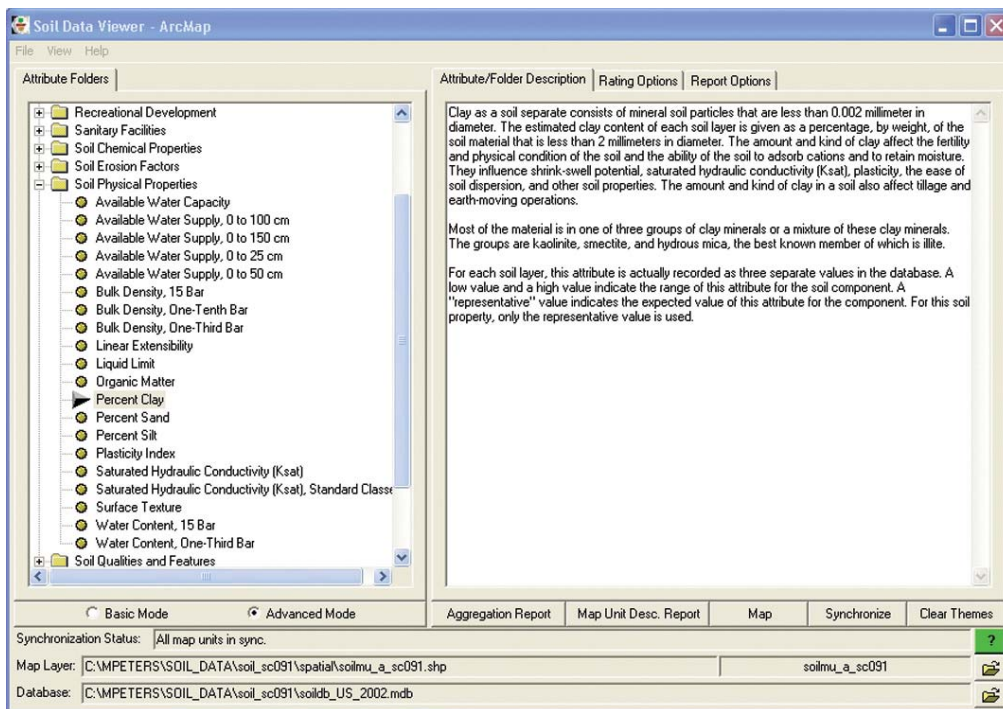 Soil Data Viewer - ArcMap
File View Help
Attribute Folders
Recreational Development
Sanitary Facilities
Soil Chemical Properties
Soil Erosion Factors
Soil Physical Properties
Available Water Capacity
Available Water Supply, 0 to 100 cm
Available Water Supply, 0 to 150 cm
Available Water Supply, 0 to 25 cm
Available Water Supply, 0 to 50 cm
Bulk Density, 15 Bar
Bulk Density, One-Tenth Bar
Bulk Density, One-Third Bar
Linear Extensibility
Liquid Limit
Organic Matter
Percent Clay
Percent Sand
Percent Silt
Plasticity Index
Saturated Hydraulic Conductivity (Ksat)
Saturated Hydraulic Conductivity (Ksat), Standard Classe
Surface Texture
Water Content, 15 Bar
Water Content, One-Third Bar
Soil Qualities and Features
Basic Mode Advanced Mode
Attribute/Folder Description Rating Options Report Options
Clay as a soil separate consists of mineral soil particles that are less than 0.002 millimeter in
diameter. The estimated clay content of each soil layer is given as a percentage, by weight, of the
soil material that is less than 2 millimeters in diameter. The amount and kind of clay affect the fertility
and physical condition of the soil and the ability of the soil to adsorb cations and to retain moisture.
They influence shrink-swell potential, saturated hydraulic conductivity (Ksat), plasticity, the ease of
soil dispersion, and other soil properties. The amount and kind of clay in a soil also affect tillage and
earth-moving operations.
Most of the material is in one of three groups of clay minerals or a mixture of these clay minerals.
The groups are kaolinite, smectite, and hydrous mica, the best known member of which is illite.
For each soil layer, this attribute is actually recorded as three separate values in the database. A
low value and a high value indicate the range of this attribute for the soil component. A
"representative" value indicates the expected value of this attribute for the component. For this soil
property, only the representative value is used.
Aggregation Report Map Unit Desc. Report Map Synchronize Clear Themes
Synchronization Status: All map units in sync. ?
Map Layer: C:\MPETERS\SOIL_DATA\soil_sc091\spatial\soilmu_a_sc091.shp soilmu_a_sc091
Database: C:\MPETERS\SOIL_DATA\soil_sc091\soildb_US_2002.mdb